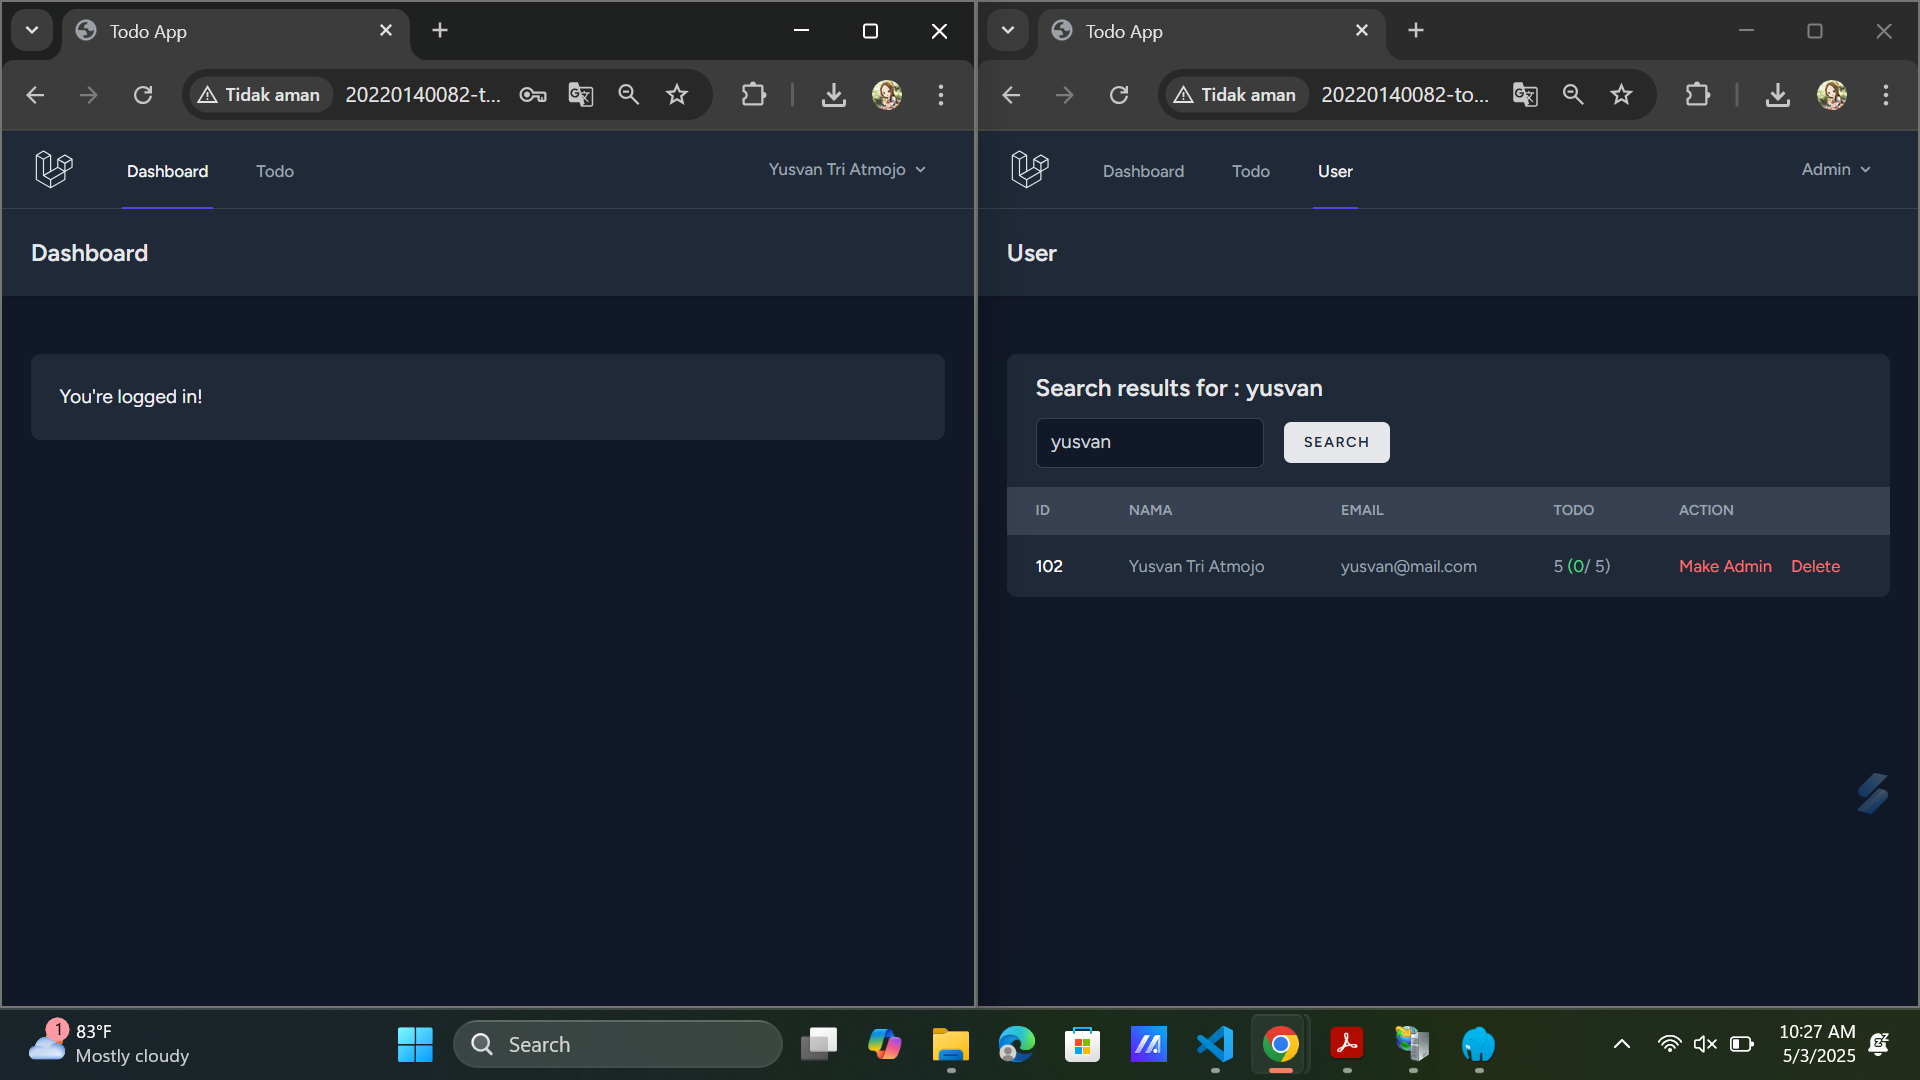 Todo App
Tidak aman
20220140082-t...
Dashboard
Todo
Yusvan Tri Atmojo
Dashboard
You're logged in!
Todo App
Tidak aman
20220140082-to...
Dashboard
Todo
User
Admin
User
Search results for : yusvan
yusvan
SEARCH
ID NAMA EMAIL TODO ACTION
102 Yusvan Tri Atmojo yusvan@mail.com 5 (0/ 5) Make Admin Delete
1
83°F
Mostly cloudy
Search
10:27 AM
5/3/2025